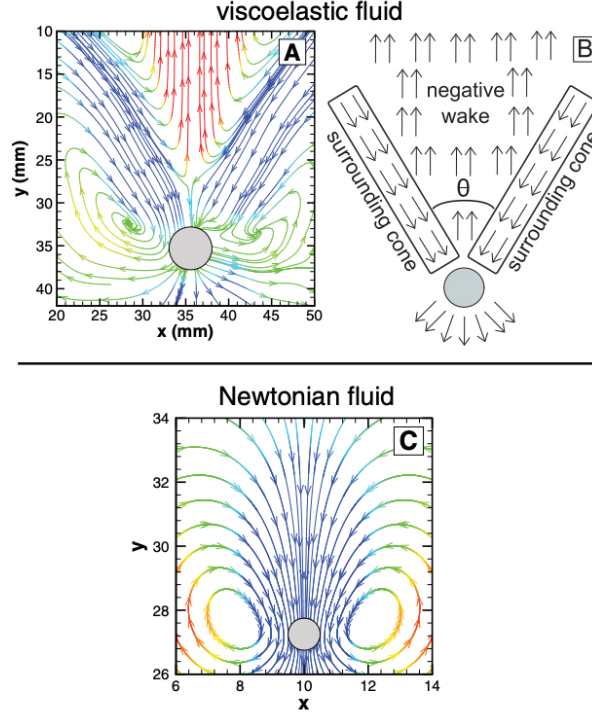 viscoelastic fluid
A
10
15
20
25
30
35
40
y (mm)
20 25 30 35 40 45 50
x (mm)
B
negative
wake
surrounding cone
θ
surrounding cone
Newtonian fluid
C
34
32
30
28
26
y
6 8 10 12 14
x